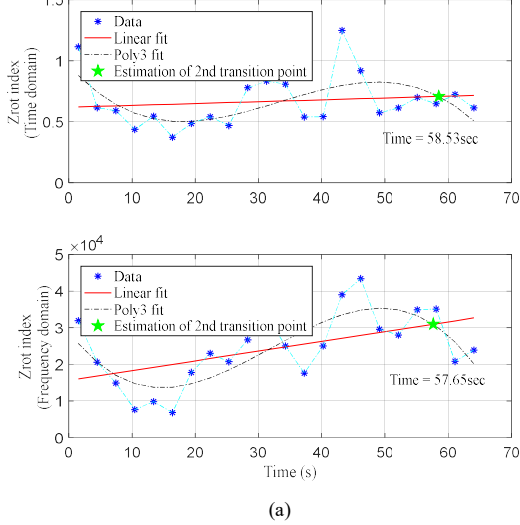 1.5
1
0.5
0
Zrot index
(Time domain)
Data
Linear fit
Poly3 fit
Estimation of 2nd transition point
Time = 58.53sec
0 10 20 30 40 50 60 70
×10⁴
5
4
3
2
1
0
Zrot index
(Frequency domain)
Data
Linear fit
Poly3 fit
Estimation of 2nd transition point
Time = 57.65sec
0 10 20 30 40 50 60 70
Time (s)
(a)